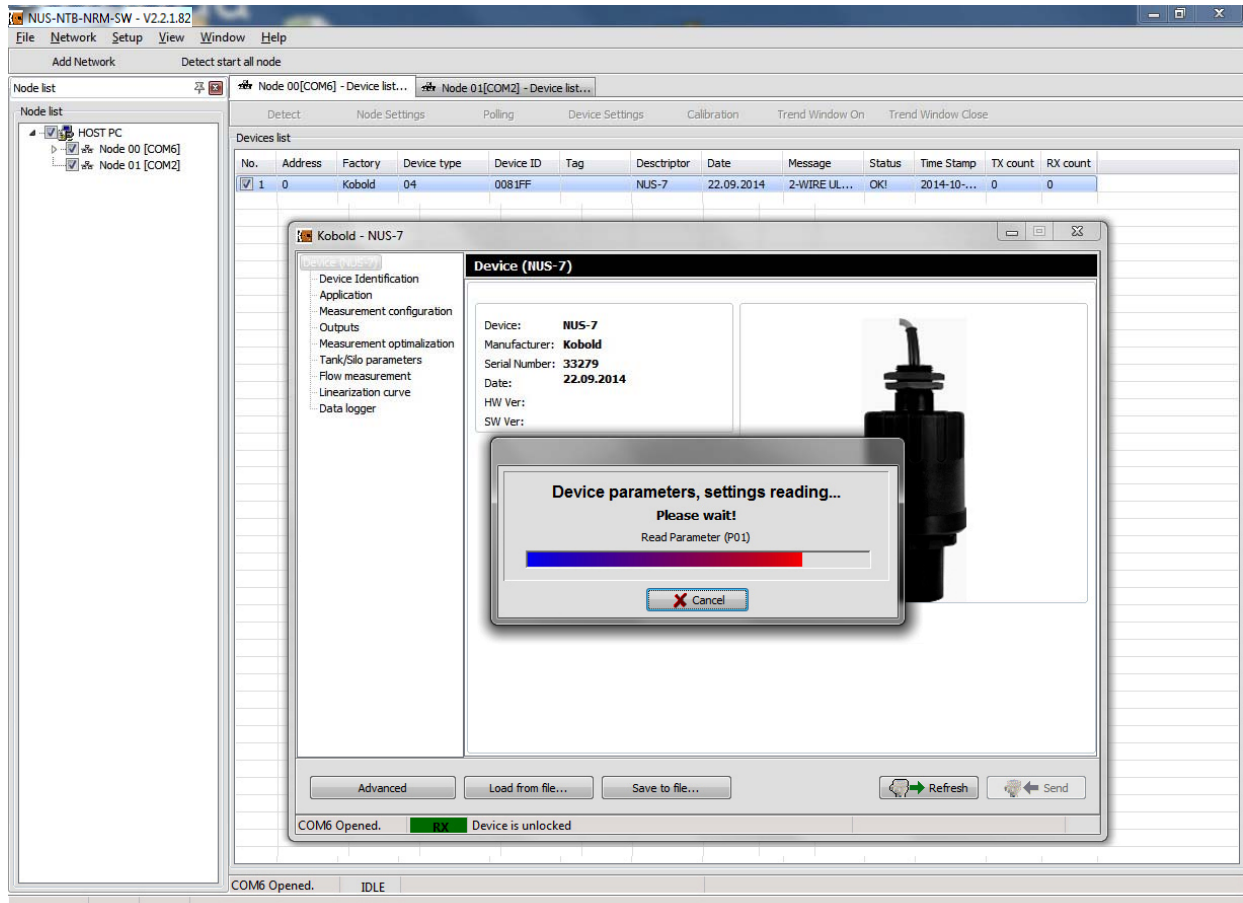 NUS-NTB-NRM-SW - V2.2.1.82
File Network Setup View Window Help
Add Network Detect start all node
Node list
Node 00[COM6] - Device list... Node 01[COM2] - Device list...
Node list
HOST PC
Node 00 [COM6]
Node 01 [COM2]
Detect Node Settings Polling Device Settings Calibration Trend Window On Trend Window Close
Devices list
No. Address Factory Device type Device ID Tag Desctriptor Date Message Status Time Stamp TX count RX count
1 0 Kobold 04 0081FF NUS-7 22.09.2014 2-WIRE UL... OK! 2014-10-... 0 0
Kobold - NUS-7
Device (NUS-7)
Device Identification
Application
Measurement configuration
Outputs
Measurement optimalization
Tank/Silo parameters
Flow measurement
Linearization curve
Data logger
Device (NUS-7)
Device: NUS-7
Manufacturer: Kobold
Serial Number: 33279
Date: 22.09.2014
HW Ver:
SW Ver:
Device parameters, settings reading...
Please wait!
Read Parameter (P01)
Cancel
Advanced Load from file... Save to file... Refresh Send
COM6 Opened. RX Device is unlocked
COM6 Opened. IDLE